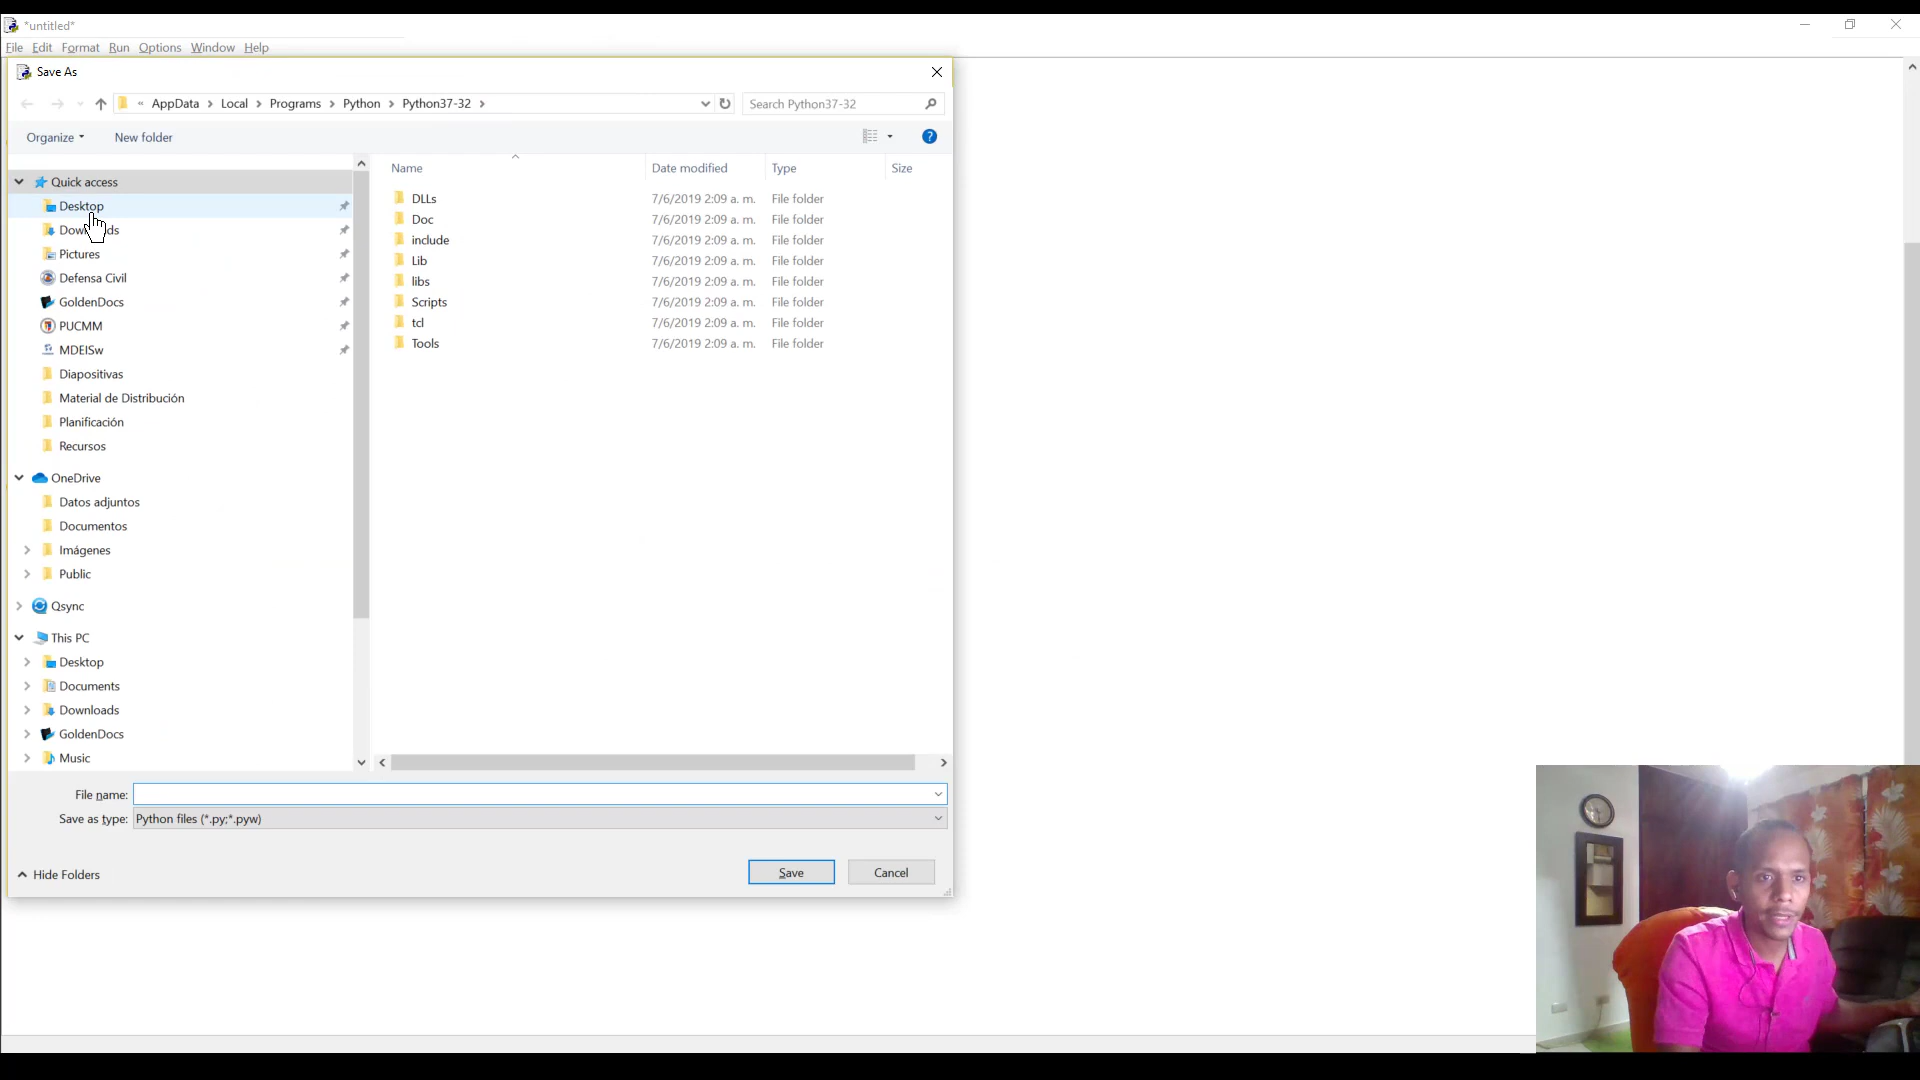 *untitled*
File Edit Format Run Options Window Help
Save As
« AppData > Local > Programs > Python > Python37-32 >
Search Python37-32
Organize New folder
Quick access
Desktop
Downloads
Pictures
Defensa Civil
GoldenDocs
PUCMM
MDEISw
Diapositivas
Material de Distribución
Planificación
Recursos
OneDrive
Datos adjuntos
Documentos
Imágenes
Public
Qsync
This PC
Desktop
Documents
Downloads
GoldenDocs
Music
Name Date modified Type Size
DLLs 7/6/2019 2:09 a. m. File folder
Doc 7/6/2019 2:09 a. m. File folder
include 7/6/2019 2:09 a. m. File folder
Lib 7/6/2019 2:09 a. m. File folder
libs 7/6/2019 2:09 a. m. File folder
Scripts 7/6/2019 2:09 a. m. File folder
tcl 7/6/2019 2:09 a. m. File folder
Tools 7/6/2019 2:09 a. m. File folder
File name:
Save as type: Python files (*.py;*.pyw)
Hide Folders
Save Cancel